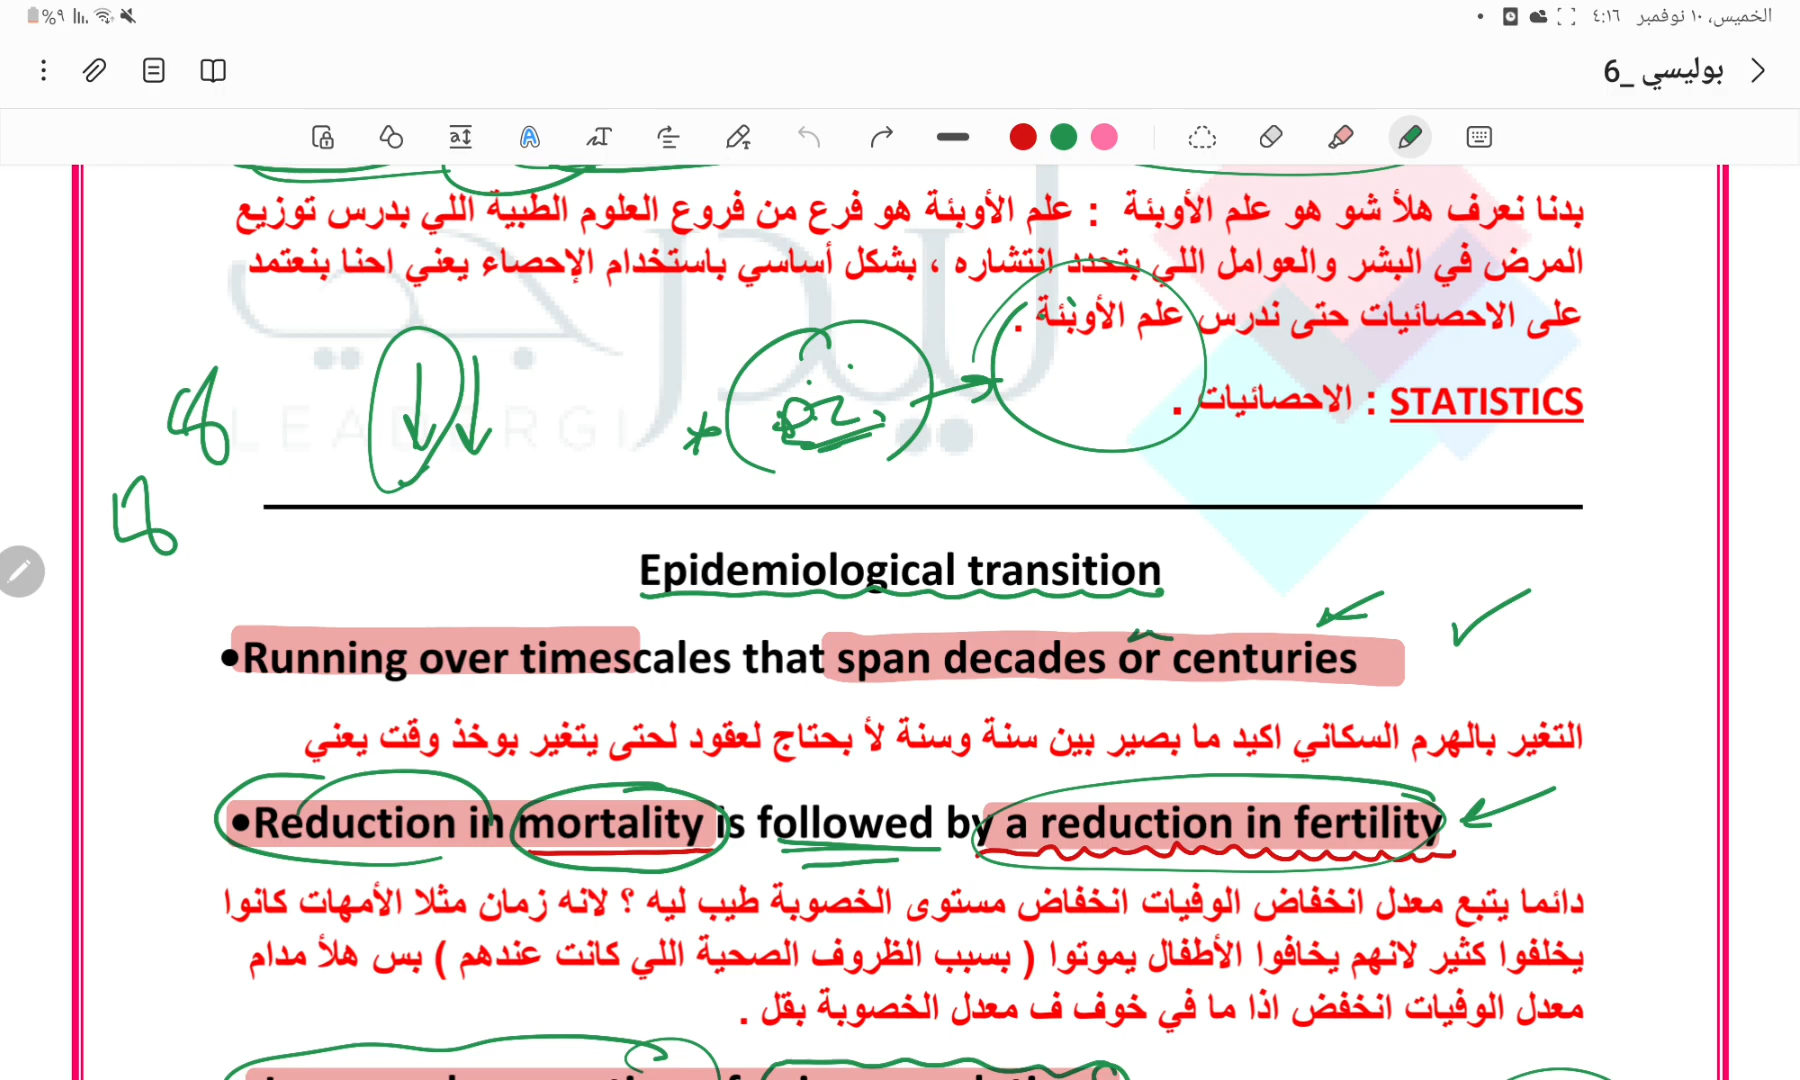 %٩
الخميس، ١٠ نوفمبر ٤:١٦
بوليسي _6
بدنا نعرف هلأ شو هو علم الأوبئة : علم الأوبئة هو فرع من فروع العلوم الطبية اللي بدرس توزيع
المرض في البشر والعوامل اللي بتحدد انتشاره ، بشكل أساسي باستخدام الإحصاء يعني احنا بنعتمد
على الاحصائيات حتى ندرس علم الأوبئة .
STATISTICS : الاحصائيات .
Epidemiological transition
•Running over timescales that span decades or centuries
التغير بالهرم السكاني اكيد ما بصير بين سنة وسنة لأ بحتاج لعقود لحتى يتغير بوخذ وقت يعني
•Reduction in mortality is followed by a reduction in fertility
دائما يتبع معدل انخفاض الوفيات انخفاض مستوى الخصوبة طيب ليه ؟ لانه زمان مثلا الأمهات كانوا
يخلفوا كثير لانهم يخافوا الأطفال يموتوا ( بسبب الظروف الصحية اللي كانت عندهم ) بس هلأ مدام
معدل الوفيات انخفض اذا ما في خوف ف معدل الخصوبة بقل .